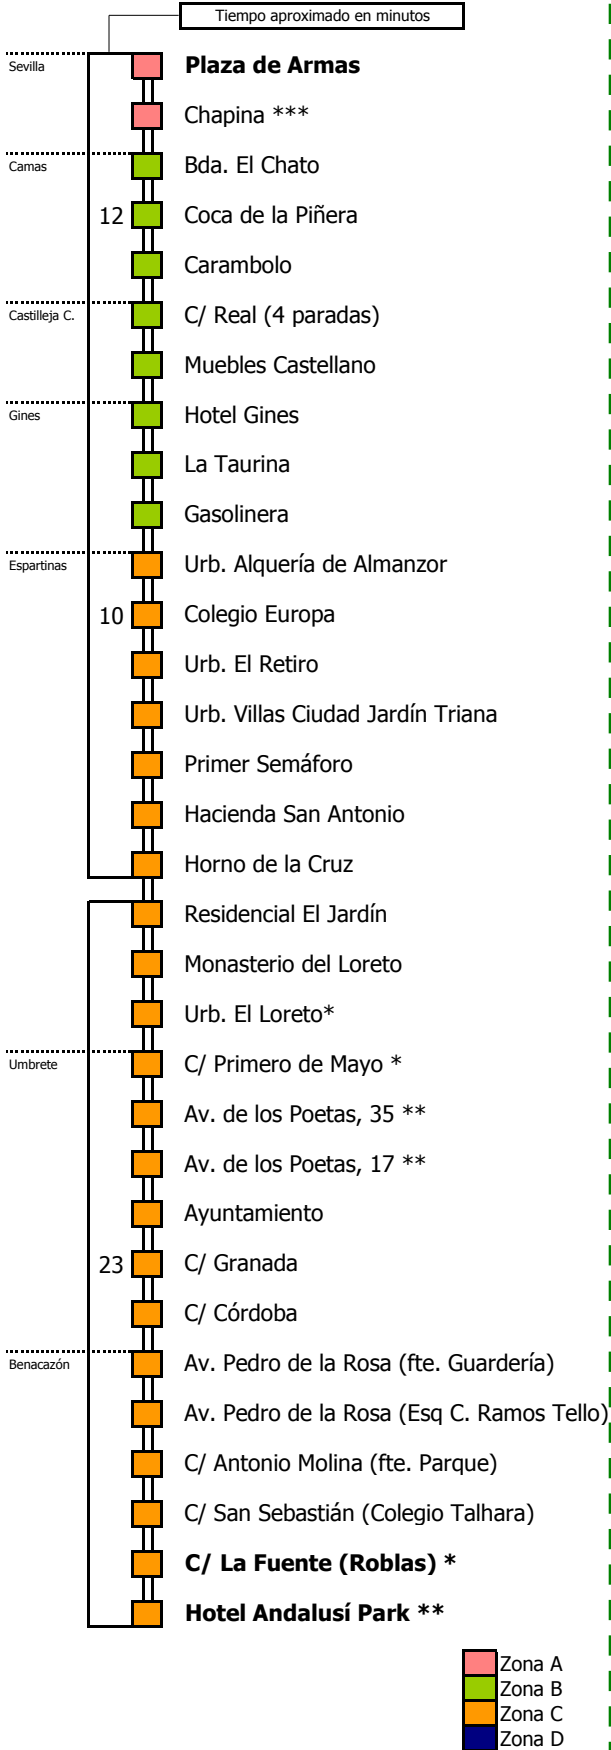 Tiempo aproximado en minutos
Sevilla
Plaza de Armas
Chapina ***
Camas
Bda. El Chato
12
Coca de la Piñera
Carambolo
Castilleja C.
C/ Real (4 paradas)
Muebles Castellano
Gines
Hotel Gines
La Taurina
Gasolinera
Espartinas
Urb. Alquería de Almanzor
10
Colegio Europa
Urb. El Retiro
Urb. Villas Ciudad Jardín Triana
Primer Semáforo
Hacienda San Antonio
Horno de la Cruz
Residencial El Jardín
Monasterio del Loreto
Urb. El Loreto*
Umbrete
C/ Primero de Mayo *
Av. de los Poetas, 35 **
Av. de los Poetas, 17 **
Ayuntamiento
23
C/ Granada
C/ Córdoba
Benacazón
Av. Pedro de la Rosa (fte. Guardería)
Av. Pedro de la Rosa (Esq C. Ramos Tello)
C/ Antonio Molina (fte. Parque)
C/ San Sebastián (Colegio Talhara)
C/ La Fuente (Roblas) *
Hotel Andalusí Park **
Zona A
Zona B
Zona C
Zona D